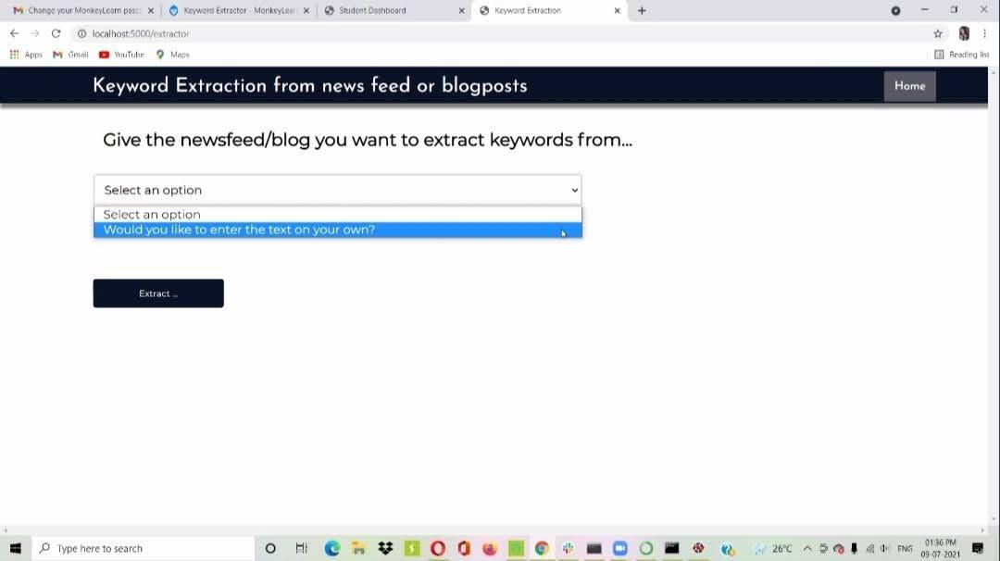 Change your MonkeyLearn pass
Keyword Extractor - MonkeyLear
Student Dashboard
Keyword Extraction
localhost:5000/extractor
Apps
Gmail
YouTube
Maps
Reading list
Keyword Extraction from news feed or blogposts
Home
Give the newsfeed/blog you want to extract keywords from...
Select an option
Select an option
Would you like to enter the text on your own?
Extract ...
Type here to search
26°C
ENG
01:36 PM
09-07-2021